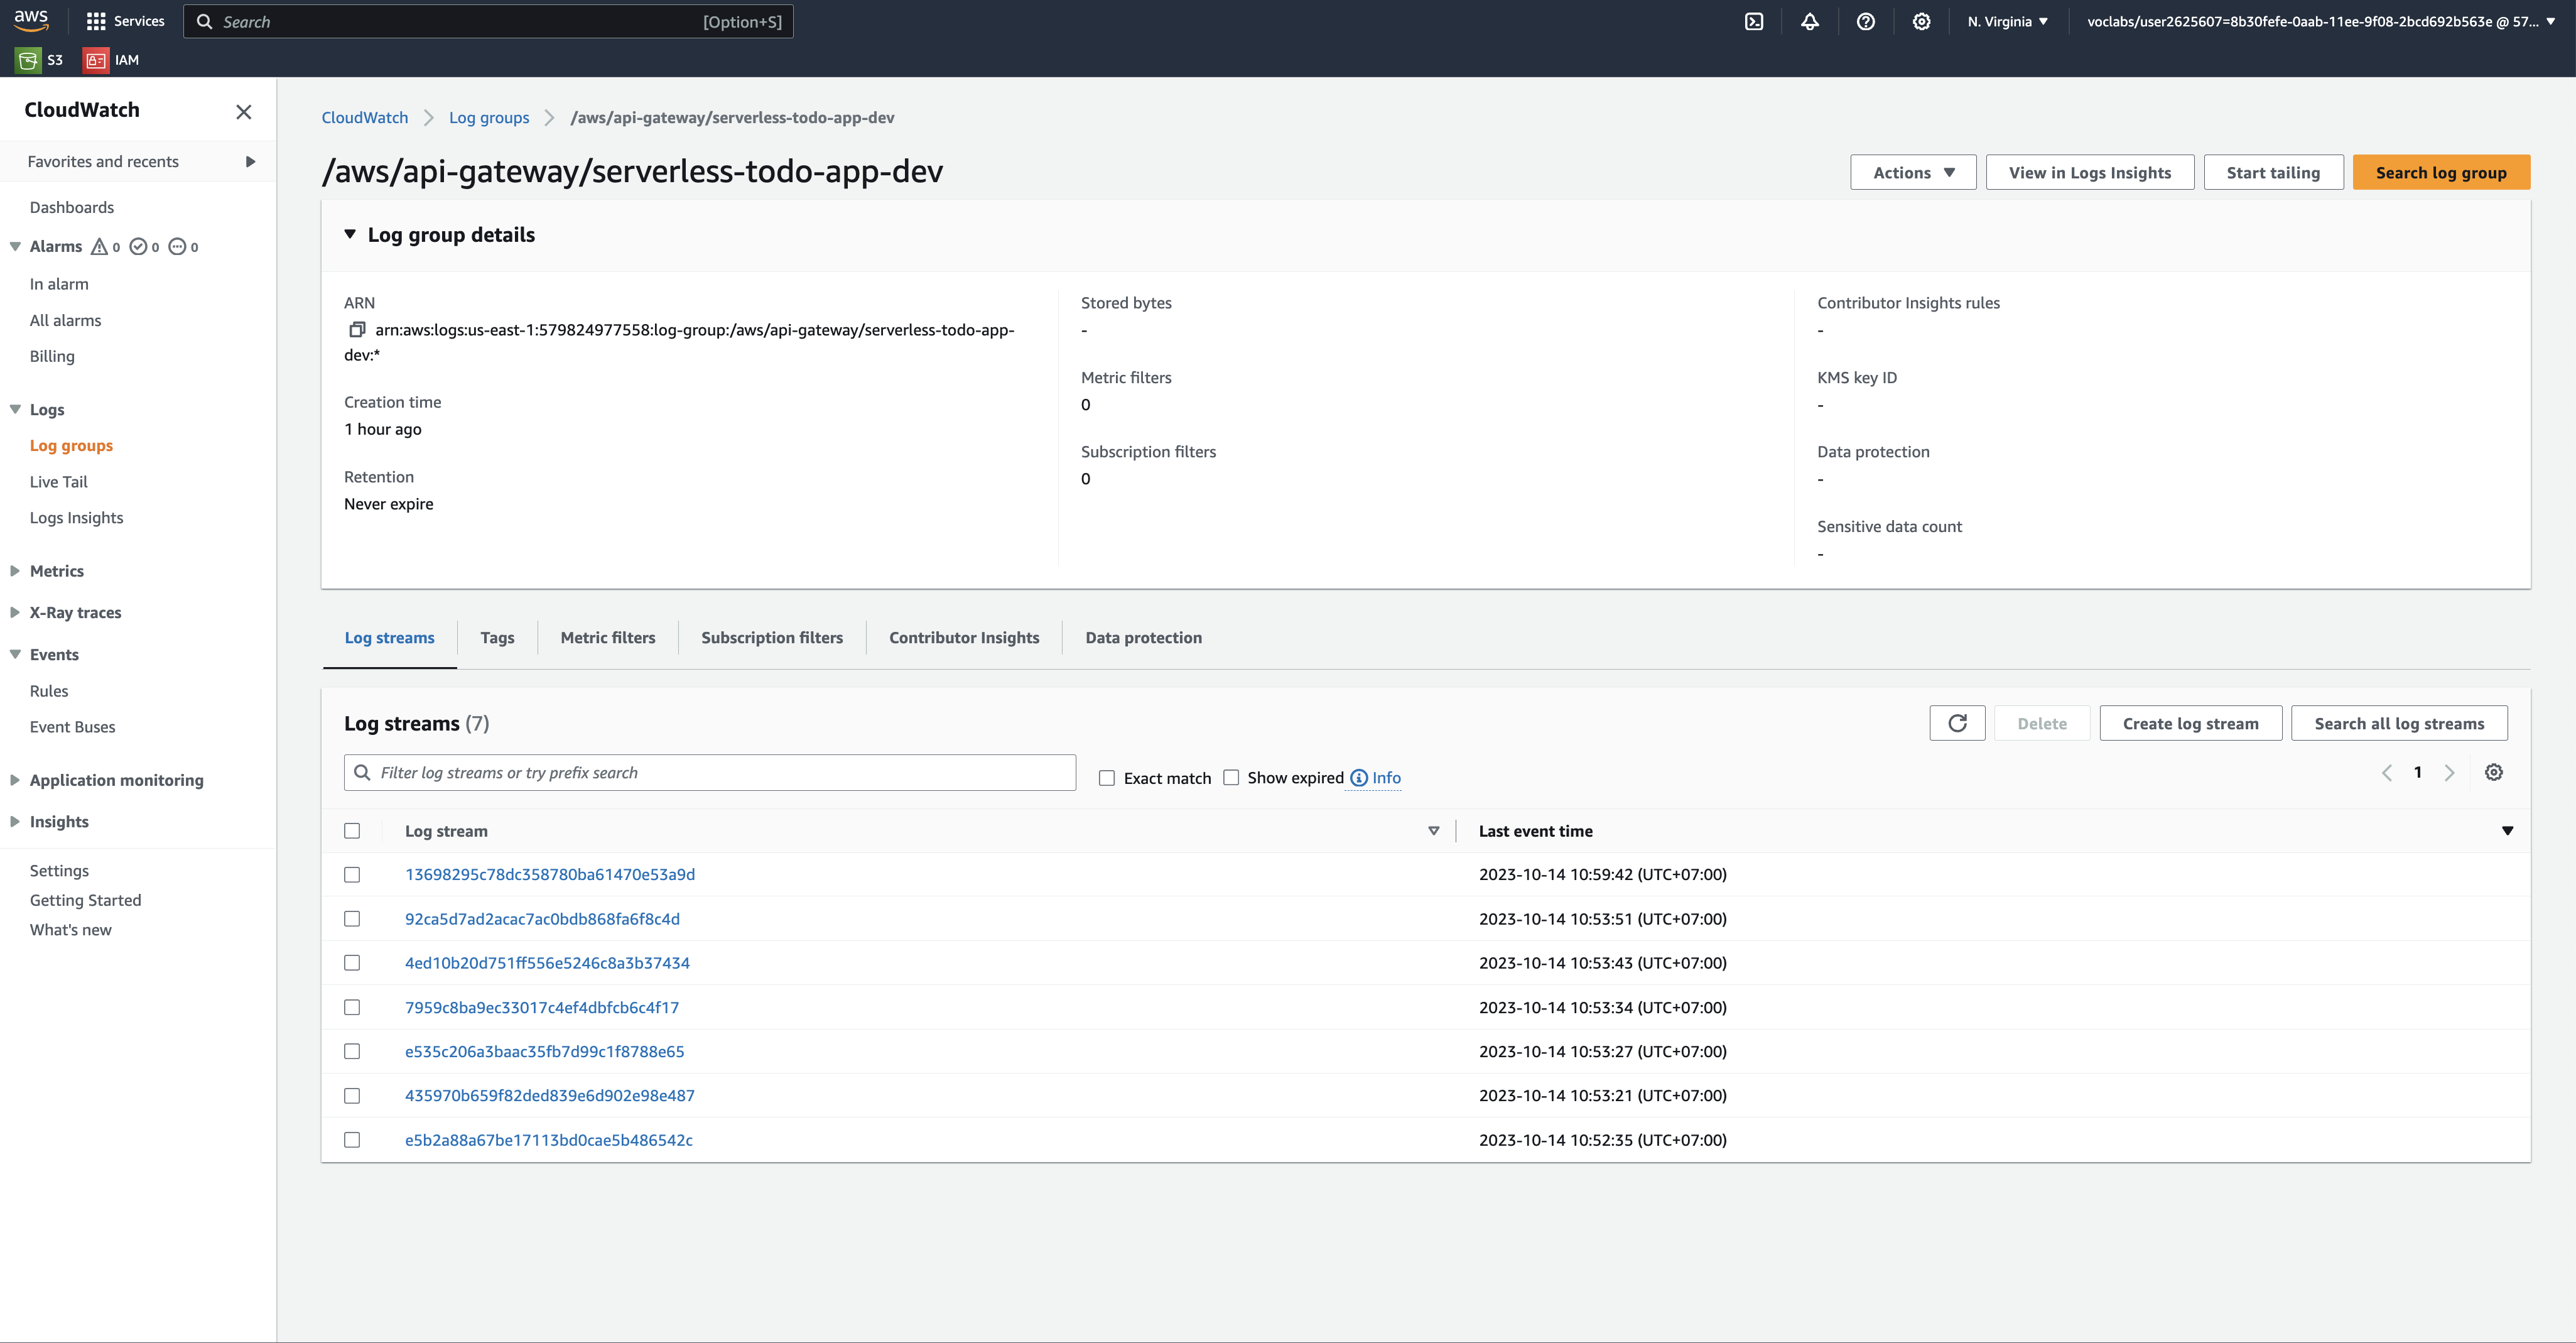 aws
Services
Search
[Option+S]
N. Virginia
voclabs/user2625607=8b30fefe-0aab-11ee-9f08-2bcd692b563e @ 57...
S3
IAM
CloudWatch
Favorites and recents
Dashboards
Alarms 0 0 0
In alarm
All alarms
Billing
Logs
Log groups
Live Tail
Logs Insights
Metrics
X-Ray traces
Events
Rules
Event Buses
Application monitoring
Insights
Settings
Getting Started
What's new
CloudWatch
Log groups
/aws/api-gateway/serverless-todo-app-dev
/aws/api-gateway/serverless-todo-app-dev
Actions
View in Logs Insights
Start tailing
Search log group
Log group details
ARN
arn:aws:logs:us-east-1:579824977558:log-group:/aws/api-gateway/serverless-todo-app-
dev:*
Creation time
1 hour ago
Retention
Never expire
Stored bytes
-
Metric filters
0
Subscription filters
0
Contributor Insights rules
-
KMS key ID
-
Data protection
-
Sensitive data count
-
Log streams
Tags
Metric filters
Subscription filters
Contributor Insights
Data protection
Log streams (7)
Delete
Create log stream
Search all log streams
Filter log streams or try prefix search
Exact match
Show expired
Info
1
Log stream
Last event time
13698295c78dc358780ba61470e53a9d 2023-10-14 10:59:42 (UTC+07:00)
92ca5d7ad2acac7ac0bdb868fa6f8c4d 2023-10-14 10:53:51 (UTC+07:00)
4ed10b20d751ff556e5246c8a3b37434 2023-10-14 10:53:43 (UTC+07:00)
7959c8ba9ec33017c4ef4dbfcb6c4f17 2023-10-14 10:53:34 (UTC+07:00)
e535c206a3baac35fb7d99c1f8788e65 2023-10-14 10:53:27 (UTC+07:00)
435970b659f82ded839e6d902e98e487 2023-10-14 10:53:21 (UTC+07:00)
e5b2a88a67be17113bd0cae5b486542c 2023-10-14 10:52:35 (UTC+07:00)